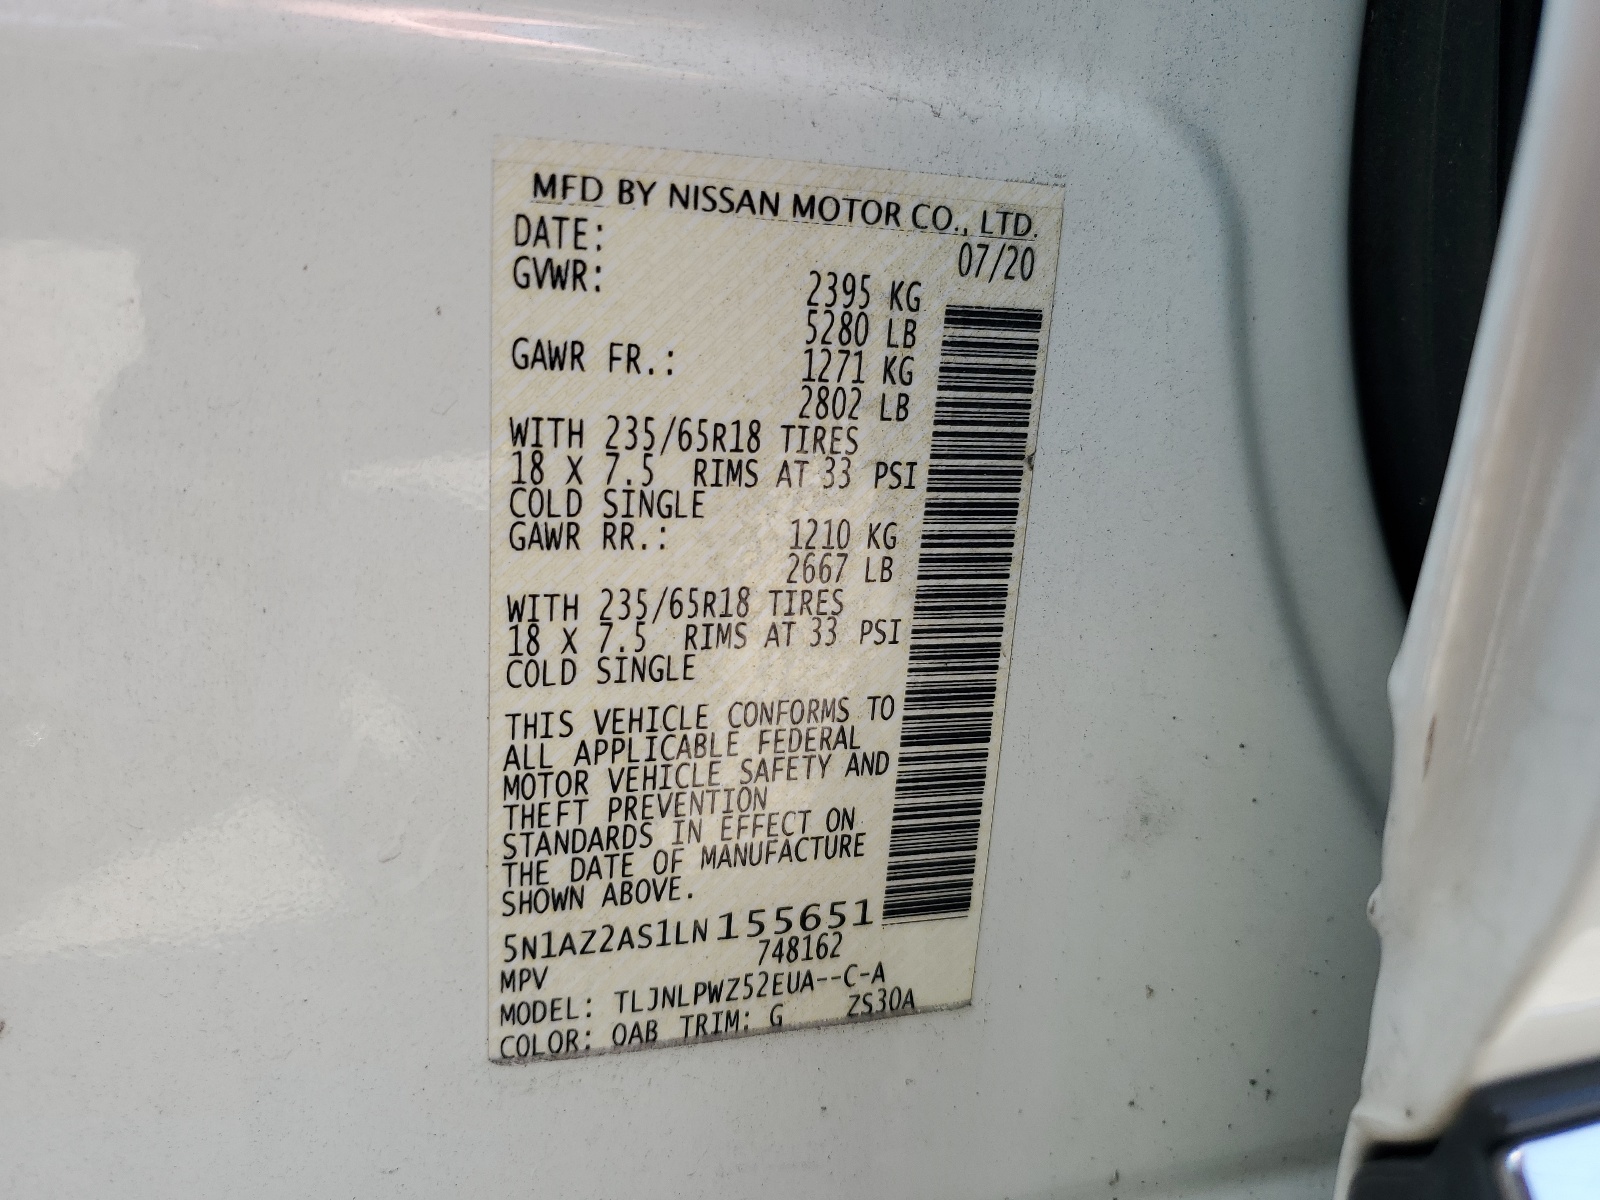 MFD BY NISSAN MOTOR CO., LTD.
DATE: 07/20
GVWR: 2395 KG
5280 LB
GAWR FR.: 1271 KG
2802 LB
WITH 235/65R18 TIRES
18 X 7.5 RIMS AT 33 PSI
COLD SINGLE
GAWR RR.: 1210 KG
2667 LB
WITH 235/65R18 TIRES
18 X 7.5 RIMS AT 33 PSI
COLD SINGLE
THIS VEHICLE CONFORMS TO
ALL APPLICABLE FEDERAL
MOTOR VEHICLE SAFETY AND
THEFT PREVENTION
STANDARDS IN EFFECT ON
THE DATE OF MANUFACTURE
SHOWN ABOVE.
5N1AZ2AS1LN155651
748162
MPV
MODEL: TLJNLPWZ52EUA--C-A
COLOR: QAB TRIM: G ZS30A